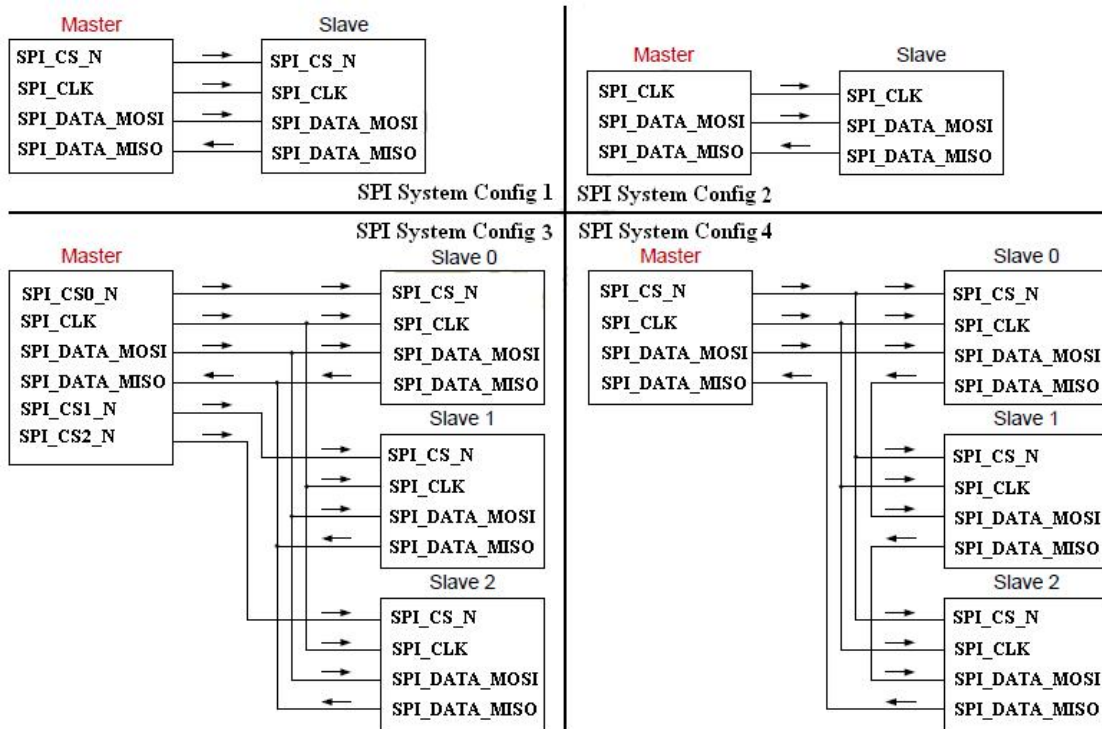 Master
Slave
SPI_CS_N
SPI_CS_N
SPI_CLK
SPI_CLK
SPI_DATA_MOSI
SPI_DATA_MOSI
SPI_DATA_MISO
SPI_DATA_MISO
SPI System Config 1
Master
Slave
SPI_CLK
SPI_CLK
SPI_DATA_MOSI
SPI_DATA_MOSI
SPI_DATA_MISO
SPI_DATA_MISO
SPI System Config 2
SPI System Config 3
Master
SPI_CS0_N
SPI_CLK
SPI_DATA_MOSI
SPI_DATA_MISO
SPI_CS1_N
SPI_CS2_N
Slave 0
SPI_CS_N
SPI_CLK
SPI_DATA_MOSI
SPI_DATA_MISO
Slave 1
SPI_CS_N
SPI_CLK
SPI_DATA_MOSI
SPI_DATA_MISO
Slave 2
SPI_CS_N
SPI_CLK
SPI_DATA_MOSI
SPI_DATA_MISO
SPI System Config 4
Master
SPI_CS_N
SPI_CLK
SPI_DATA_MOSI
SPI_DATA_MISO
Slave 0
SPI_CS_N
SPI_CLK
SPI_DATA_MOSI
SPI_DATA_MISO
Slave 1
SPI_CS_N
SPI_CLK
SPI_DATA_MOSI
SPI_DATA_MISO
Slave 2
SPI_CS_N
SPI_CLK
SPI_DATA_MOSI
SPI_DATA_MISO